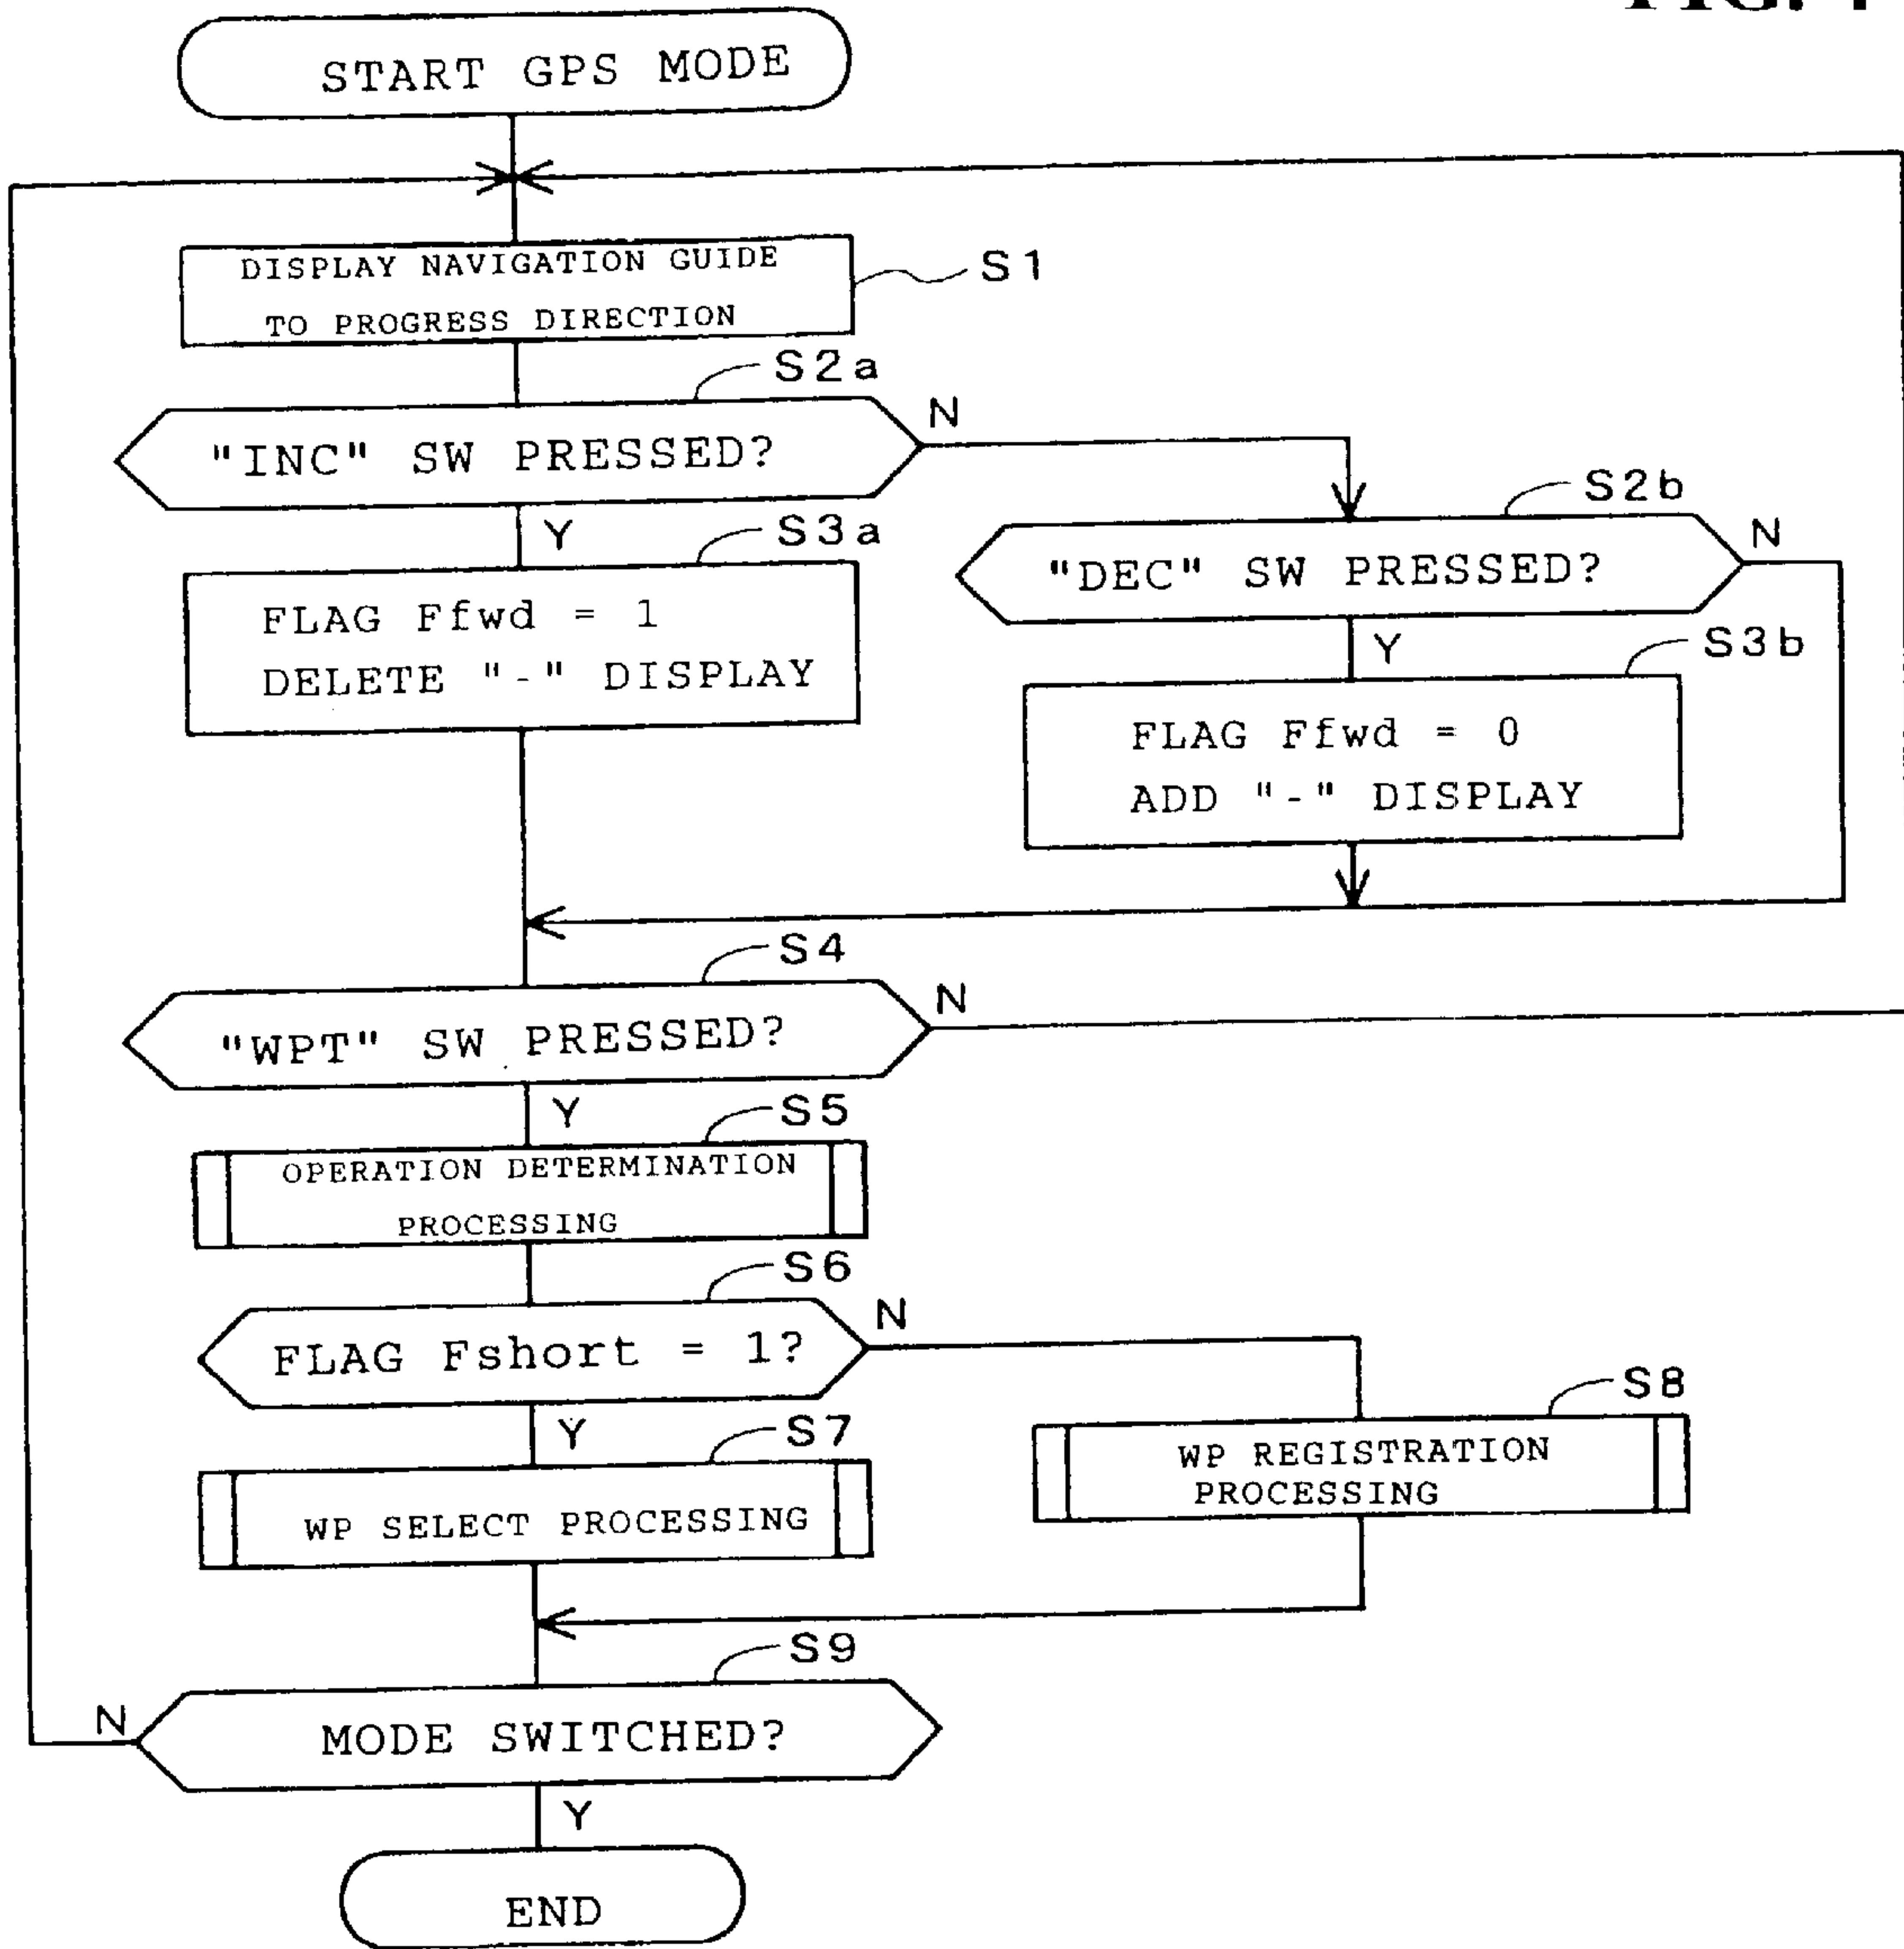 START GPS MODE
DISPLAY NAVIGATION GUIDE
TO PROGRESS DIRECTION
S1
S2a
"INC" SW PRESSED?
N
Y
S2b
"DEC" SW PRESSED?
N
Y
S3a
FLAG Ffwd = 1
DELETE "-" DISPLAY
S3b
FLAG Ffwd = 0
ADD "-" DISPLAY
S4
"WPT" SW PRESSED?
N
Y
S5
OPERATION DETERMINATION
PROCESSING
S6
FLAG Fshort = 1?
N
Y
S7
WP SELECT PROCESSING
S8
WP REGISTRATION
PROCESSING
S9
MODE SWITCHED?
N
Y
END